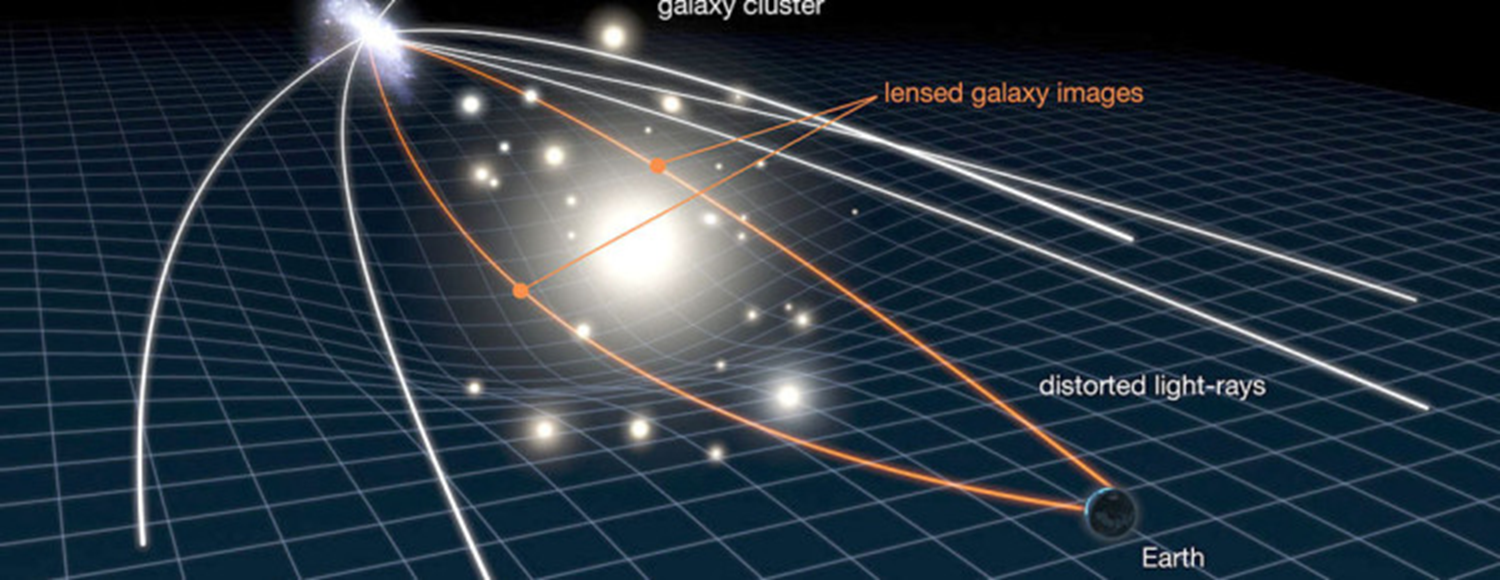 galaxy cluster
lensed galaxy images
distorted light-rays
Earth